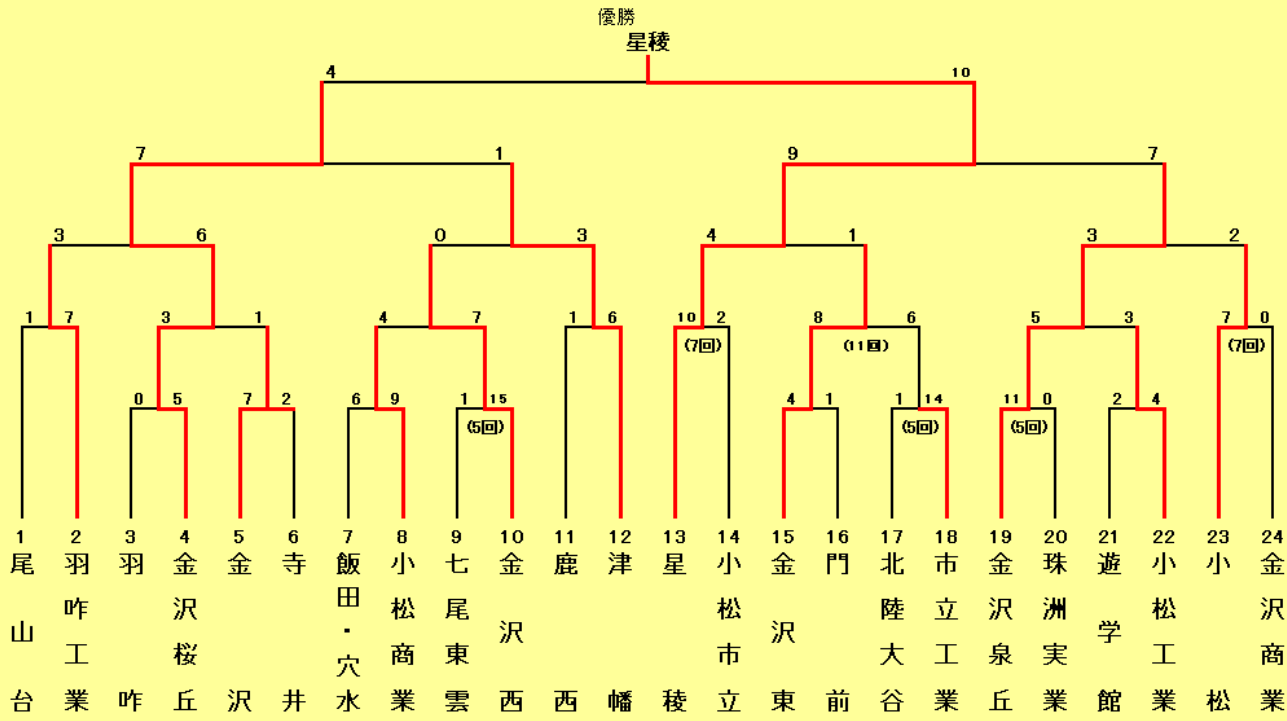 優勝
星稜
4 10
7 1 9 7
3 6 0 3 4 1 3 2
1 7 3 1 4 7 1 6 10 2 8 6 5 3 7 0
(7回) (11回) (7回)
0 5 7 2 6 9 1 15 4 1 1 14 11 0 2 4
(5回) (5回) (5回)
1 2 3 4 5 6 7 8 9 10 11 12 13 14 15 16 17 18 19 20 21 22 23 24
尾山台
羽咋工業
羽咋
金沢桜丘
金沢
寺井
飯田・穴水
小松商業
七尾東雲
金沢西
鹿西
津幡
星稜
小松市立
金沢東
門前
北陸大谷
市立工業
金沢泉丘
珠洲実業
遊学館
小松工業
小松
金沢商業